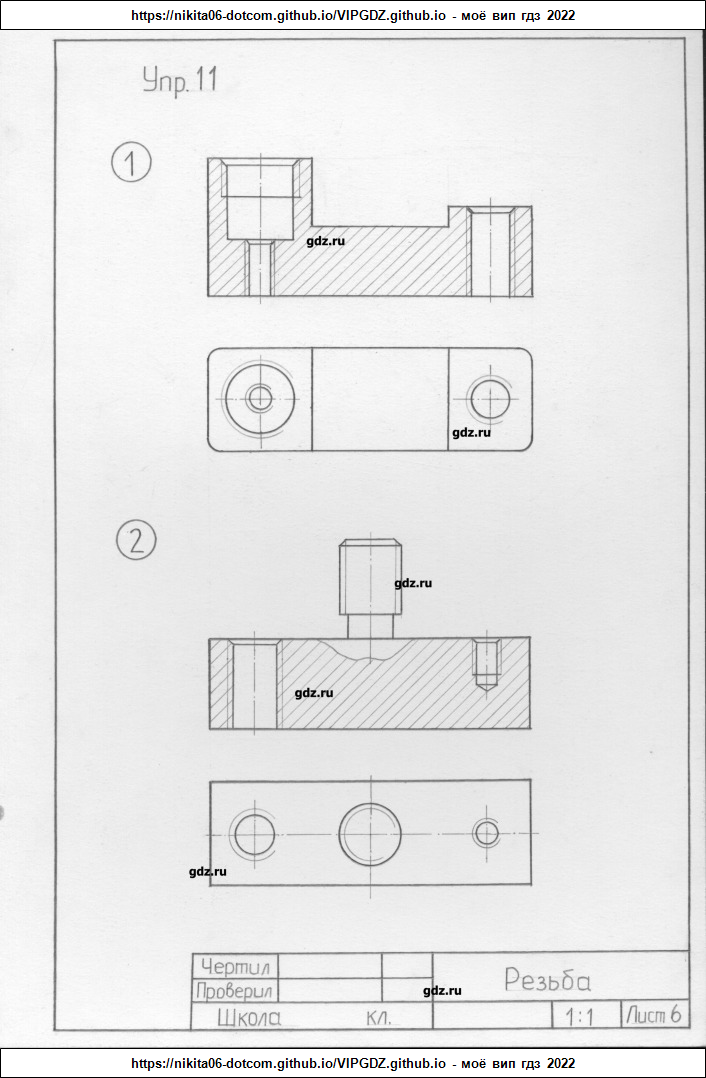 https://nikita06-dotcom.github.io/VIPGDZ.github.io - моё вип гдз 2022
Упр. 11
1
gdz.ru
gdz.ru
2
gdz.ru
gdz.ru
gdz.ru
Чертил
Проверил
gdz.ru
Резьба
Школа кл.
1:1
Лист 6
https://nikita06-dotcom.github.io/VIPGDZ.github.io - моё вип гдз 2022